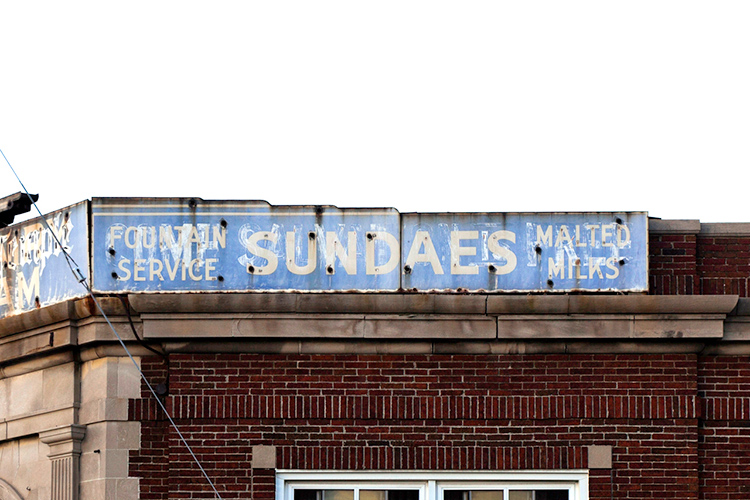 FOUNTAIN
SERVICE
SUNDAES
MALTED
MILKS